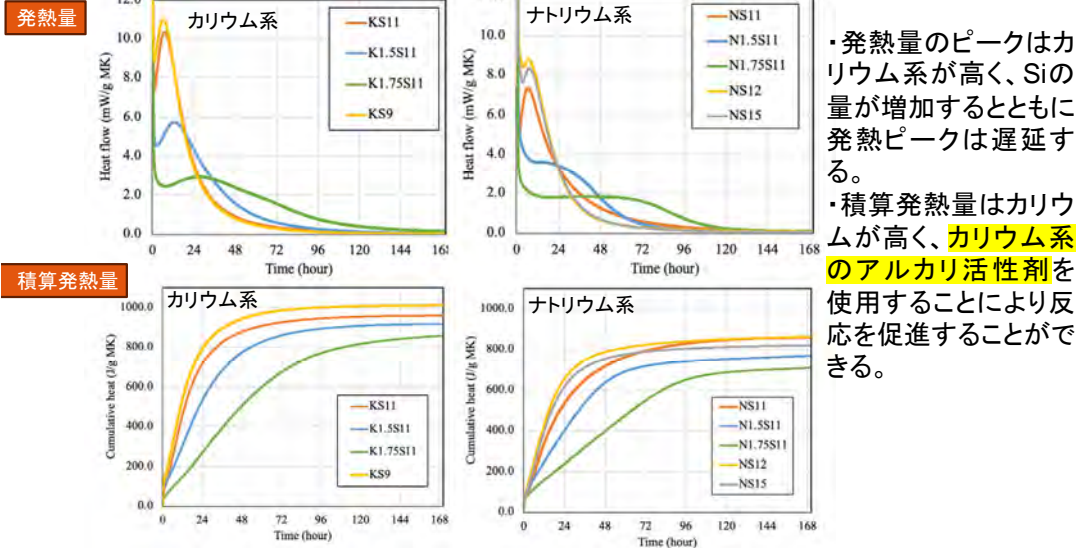 発熱量
カリウム系
12.0
10.0
8.0
6.0
4.0
2.0
0.0
Heat flow (mW/g MK)
0 24 48 72 96 120 144 168
Time (hour)
KS11
K1.5S11
K1.75S11
KS9
ナトリウム系
10.0
8.0
6.0
4.0
2.0
0.0
Heat flow (mW/g MK)
0 24 48 72 96 120 144 168
Time (hour)
NS11
N1.5S11
N1.75S11
NS12
NS15
・発熱量のピークはカ
リウム系が高く、Siの
量が増加するとともに
発熱ピークは遅延す
る。
・積算発熱量はカリウ
ムが高く、カリウム系
のアルカリ活性剤を
使用することにより反
応を促進することがで
きる。
積算発熱量
カリウム系
1000.0
800.0
600.0
400.0
200.0
0.0
Cumulative heat (J/g MK)
0 24 48 72 96 120 144 168
Time (hour)
KS11
K1.5S11
K1.75S11
KS9
ナトリウム系
1000.0
800.0
600.0
400.0
200.0
0.0
Cumulative heat (J/g MK)
0 24 48 72 96 120 144 168
Time (hour)
NS11
N1.5S11
N1.75S11
NS12
NS15